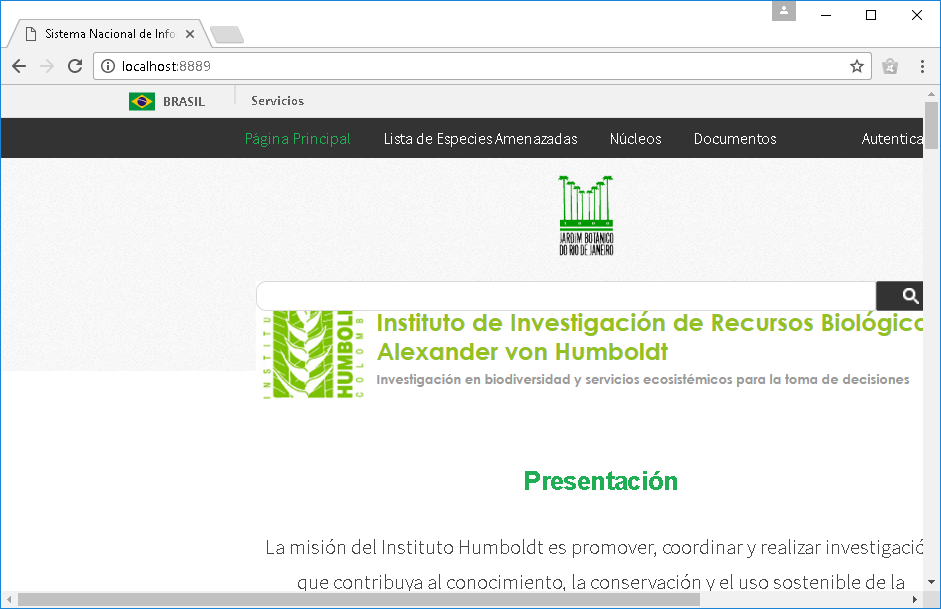 Sistema Nacional de Info
localhost:8889
BRASIL Servicios
Página Principal Lista de Especies Amenazadas Núcleos Documentos Autentica
JARDIM BOTÂNICO
DO RIO DE JANEIRO
INSTITU
HUMBOL
COLOMB
Instituto de Investigación de Recursos Biológico
Alexander von Humboldt
Investigación en biodiversidad y servicios ecosistémicos para la toma de decisiones
Presentación
La misión del Instituto Humboldt es promover, coordinar y realizar investigació
que contribuya al conocimiento, la conservación y el uso sostenible de la